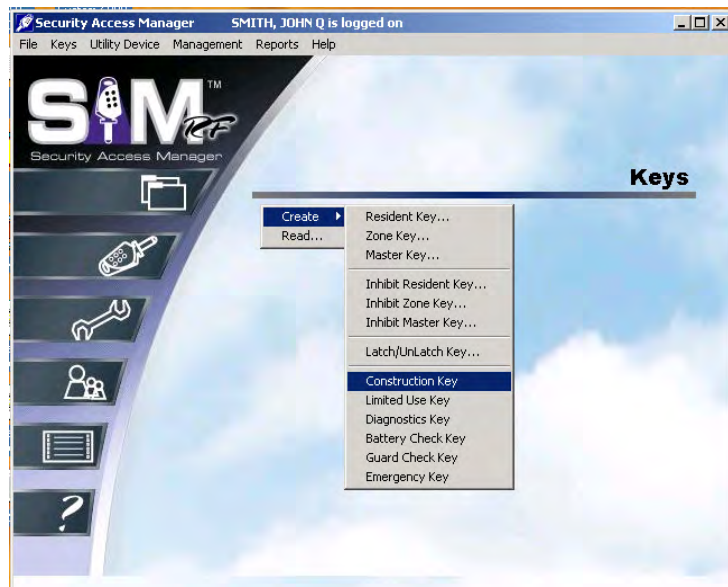 Security Access Manager SMITH, JOHN Q is logged on
File Keys Utility Device Management Reports Help
SAM™
RF
Security Access Manager
Keys
Create
Read...
Resident Key...
Zone Key...
Master Key...
Inhibit Resident Key...
Inhibit Zone Key...
Inhibit Master Key...
Latch/UnLatch Key...
Construction Key
Limited Use Key
Diagnostics Key
Battery Check Key
Guard Check Key
Emergency Key
?